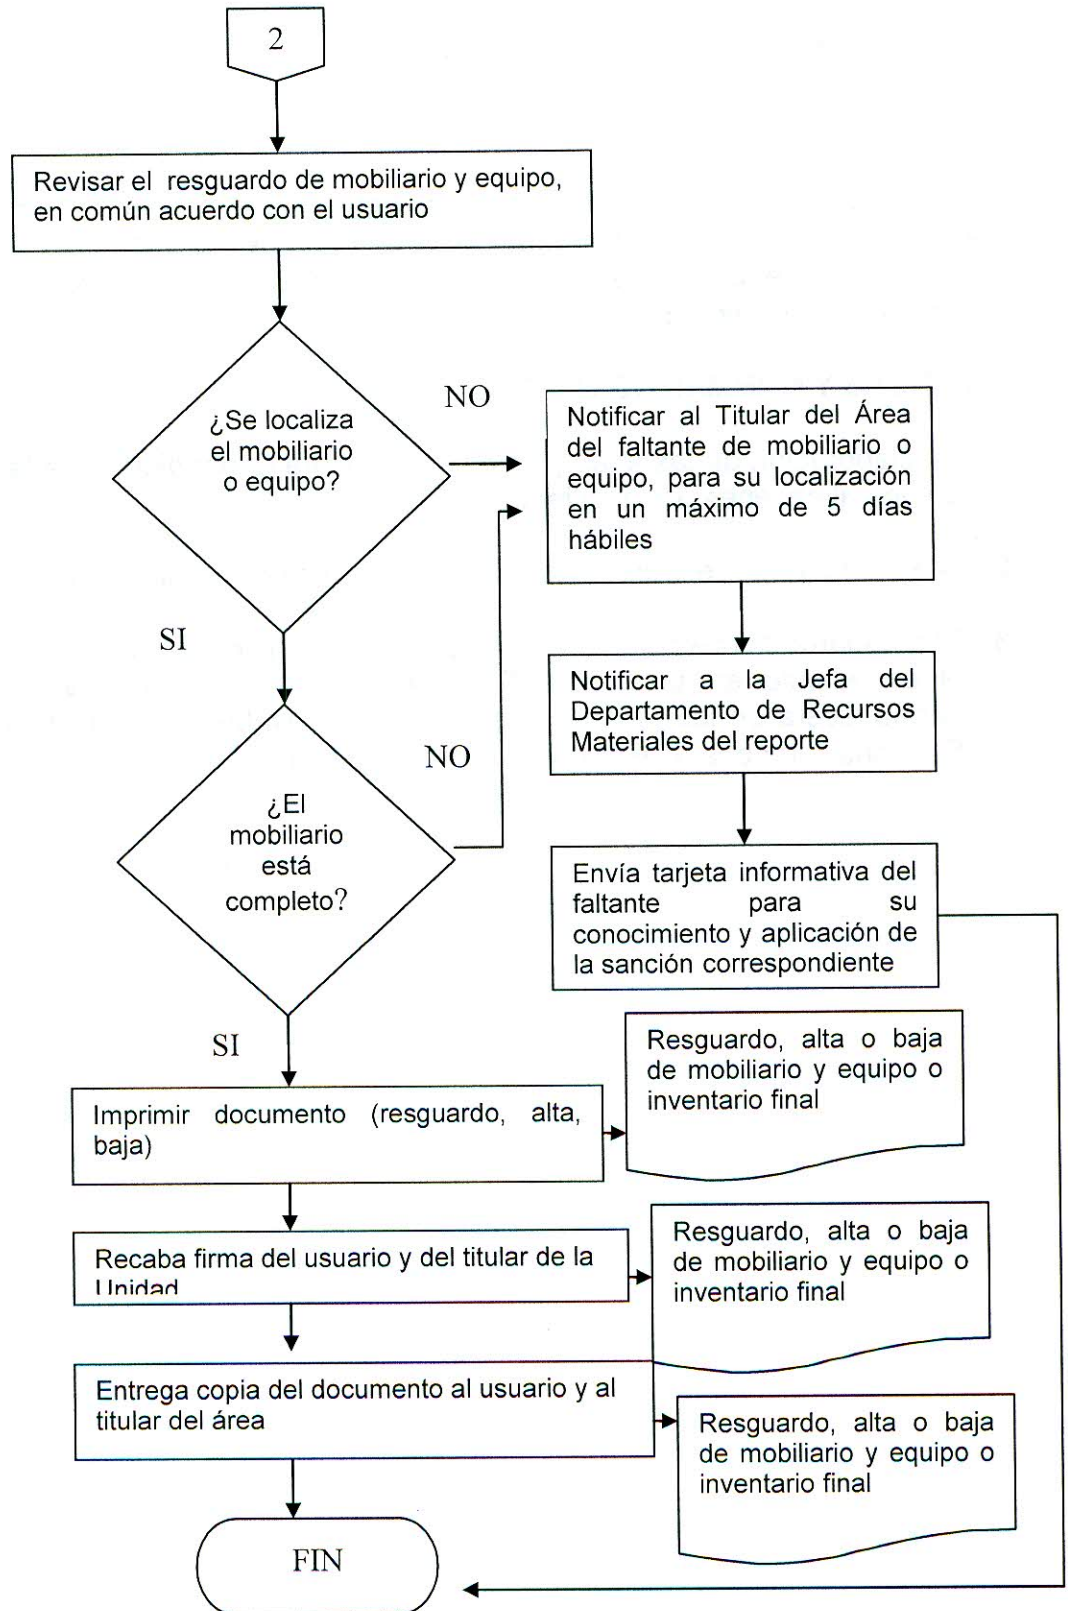 2
Revisar el resguardo de mobiliario y equipo,
en común acuerdo con el usuario
¿Se localiza
el mobiliario
o equipo?
NO
Notificar al Titular del Área
del faltante de mobiliario o
equipo, para su localización
en un máximo de 5 días
hábiles
SI
Notificar a la Jefa del
Departamento de Recursos
Materiales del reporte
NO
¿El
mobiliario
está
completo?
Envía tarjeta informativa del
faltante para su
conocimiento y aplicación de
la sanción correspondiente
SI
Resguardo, alta o baja
de mobiliario y equipo o
inventario final
Imprimir documento (resguardo, alta,
baja)
Recaba firma del usuario y del titular de la
Unidad
Resguardo, alta o baja
de mobiliario y equipo o
inventario final
Entrega copia del documento al usuario y al
titular del área
Resguardo, alta o baja
de mobiliario y equipo o
inventario final
FIN